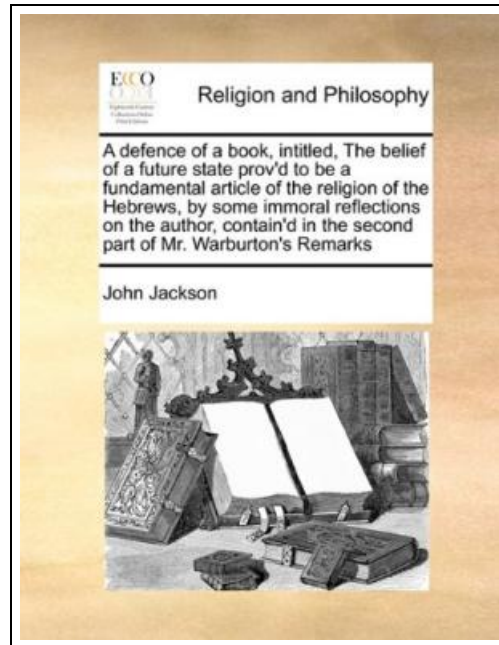 ECCO
Religion and Philosophy
A defence of a book, intitled, The belief
of a future state prov'd to be a
fundamental article of the religion of the
Hebrews, by some immoral reflections
on the author, contain'd in the second
part of Mr. Warburton's Remarks
John Jackson